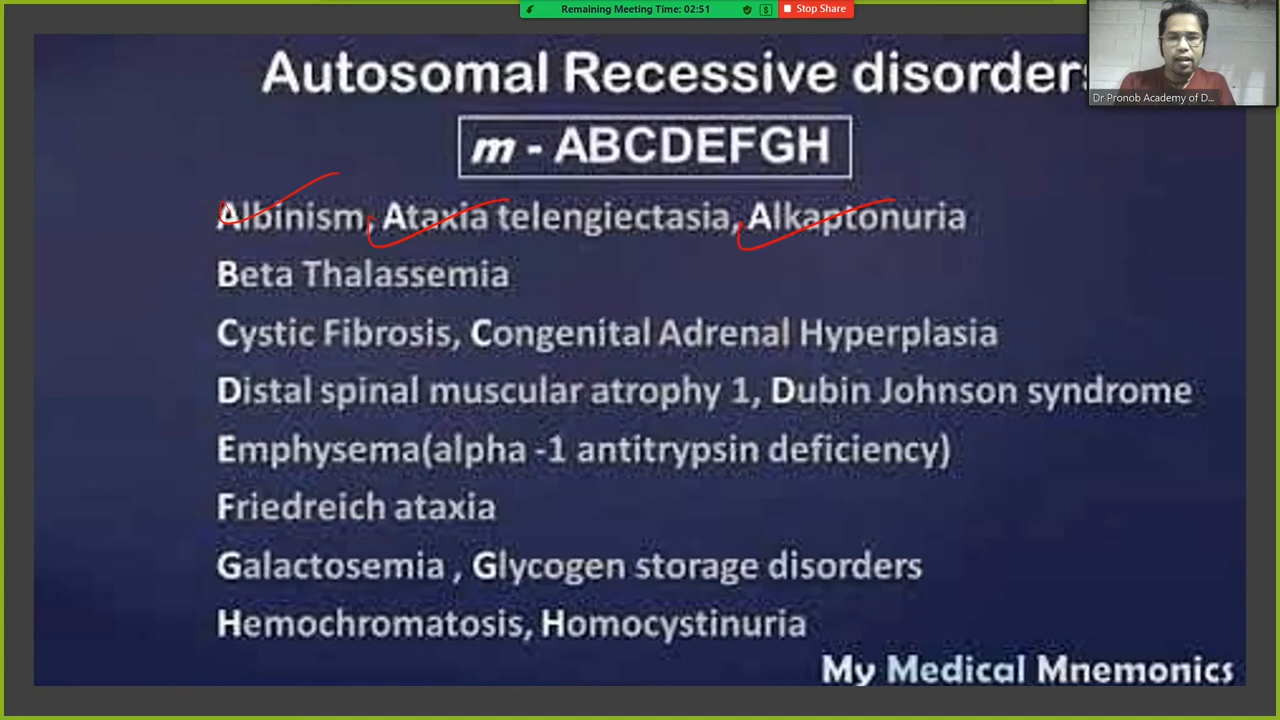 Remaining Meeting Time: 02:51
Stop Share
Autosomal Recessive disorders
Dr Pronob Academy of D...
m - ABCDEFGH
Albinism, Ataxia telengiectasia, Alkaptonuria
Beta Thalassemia
Cystic Fibrosis, Congenital Adrenal Hyperplasia
Distal spinal muscular atrophy 1, Dubin Johnson syndrome
Emphysema(alpha -1 antitrypsin deficiency)
Friedreich ataxia
Galactosemia , Glycogen storage disorders
Hemochromatosis, Homocystinuria
My Medical Mnemonics